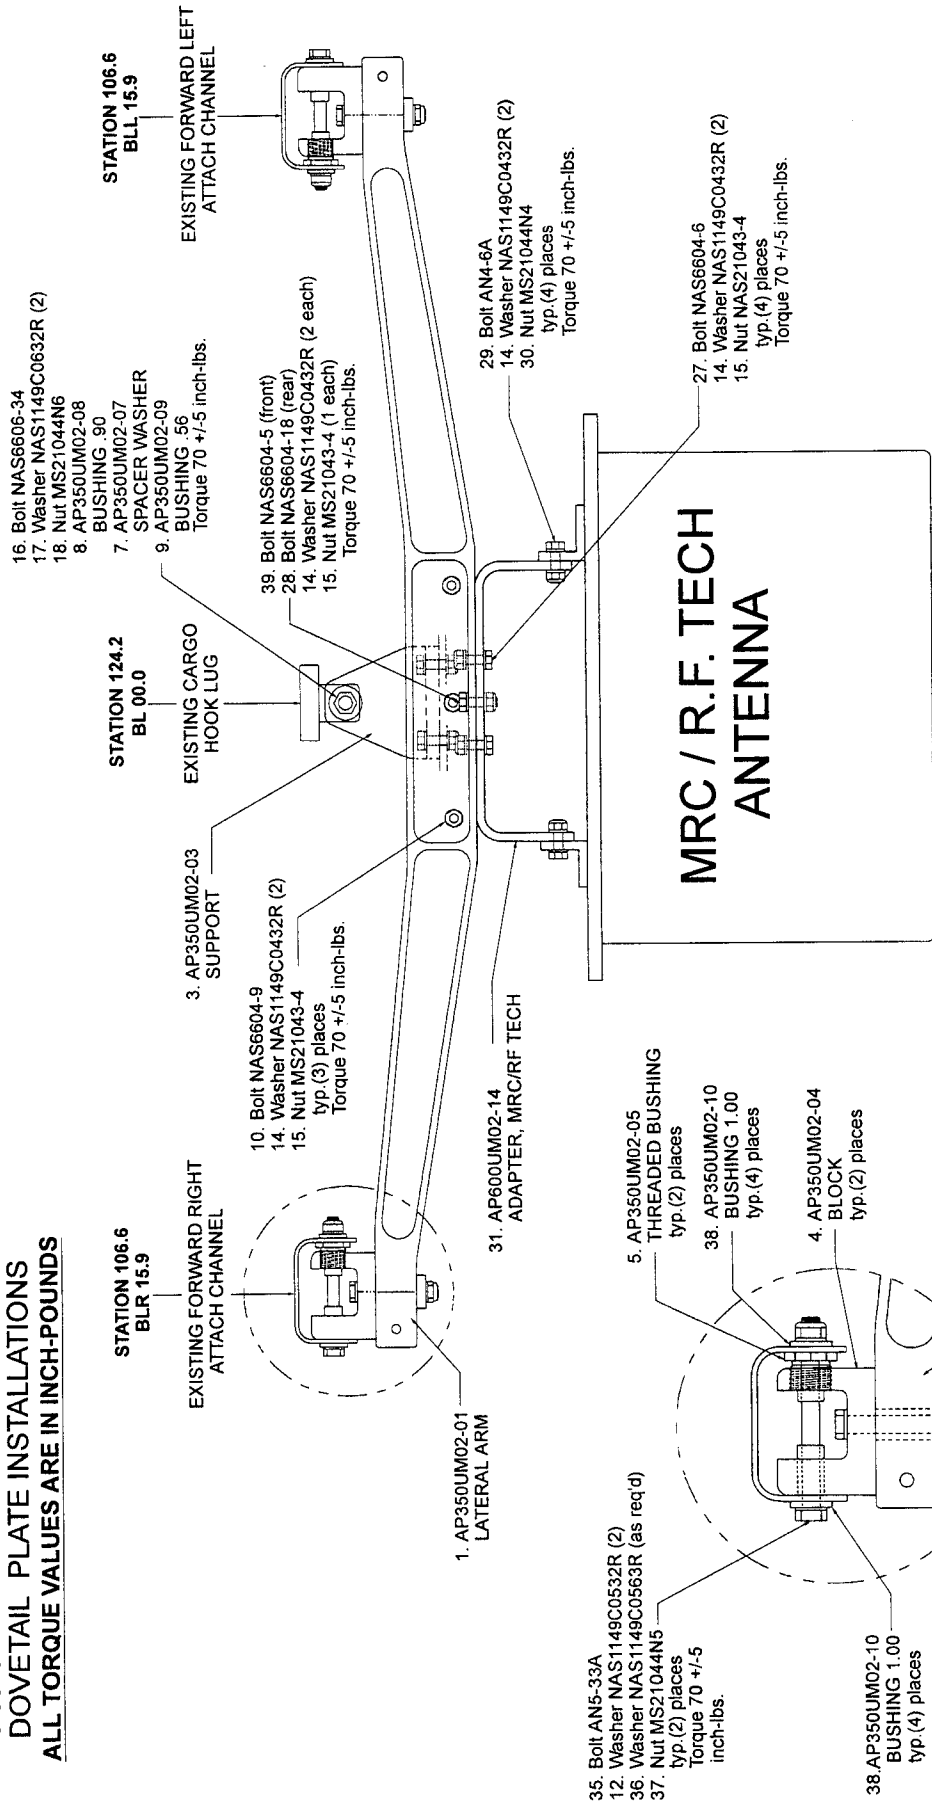 DOVETAIL PLATE INSTALLATIONS
ALL TORQUE VALUES ARE IN INCH-POUNDS
STATION 106.6
BLR 15.9
EXISTING FORWARD RIGHT
ATTACH CHANNEL
STATION 124.2
BL 00.0
EXISTING CARGO
HOOK LUG
STATION 106.6
BLL 15.9
EXISTING FORWARD LEFT
ATTACH CHANNEL
16. Bolt NAS6606-34
17. Washer NAS1149C0632R (2)
18. Nut MS21044N6
8. AP350UM02-08
BUSHING .90
7. AP350UM02-07
SPACER WASHER
9. AP350UM02-09
BUSHING .56
Torque 70 +/-5 inch-lbs.
3. AP350UM02-03
SUPPORT
39. Bolt NAS6604-5 (front)
28. Bolt NAS6604-18 (rear)
14. Washer NAS1149C0432R (2 each)
15. Nut MS21043-4 (1 each)
Torque 70 +/-5 inch-lbs.
10. Bolt NAS6604-9
14. Washer NAS1149C0432R (2)
15. Nut MS21043-4
typ.(3) places
Torque 70 +/-5 inch-lbs.
1. AP350UM02-01
LATERAL ARM
31. AP600UM02-14
ADAPTER, MRC/RF TECH
29. Bolt AN4-6A
14. Washer NAS1149C0432R (2)
30. Nut MS21044N4
typ.(4) places
Torque 70 +/-5 inch-lbs.
27. Bolt NAS6604-6
14. Washer NAS1149C0432R (2)
15. Nut NAS21043-4
typ.(4) places
Torque 70 +/-5 inch-lbs.
MRC / R.F. TECH
ANTENNA
35. Bolt AN5-33A
12. Washer NAS1149C0532R (2)
36. Washer NAS1149C0563R (as req'd)
37. Nut MS21044N5
typ.(2) places
Torque 70 +/-5
inch-lbs.
5. AP350UM02-05
THREADED BUSHING
typ.(2) places
38. AP350UM02-10
BUSHING 1.00
typ.(4) places
4. AP350UM02-04
BLOCK
typ.(2) places
38.AP350UM02-10
BUSHING 1.00
typ.(4) places